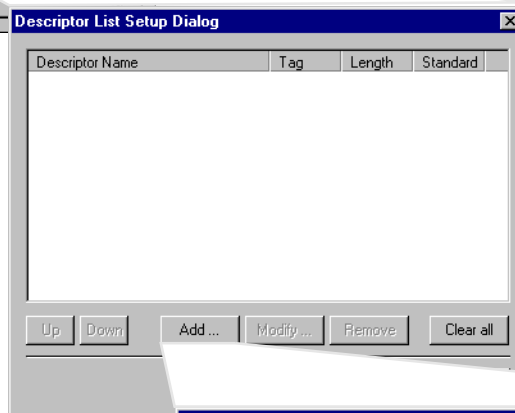 Descriptor List Setup Dialog
Descriptor Name Tag Length Standard
Up Down Add ... Modify ... Remove Clear all